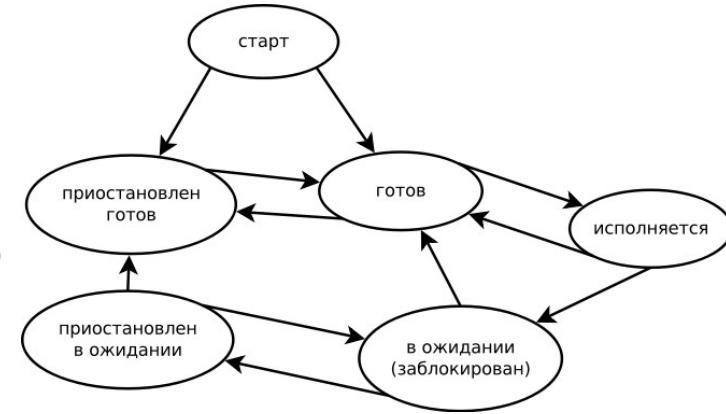 старт
приостановлен
готов
готов
исполняется
приостановлен
в ожидании
в ожидании
(заблокирован)